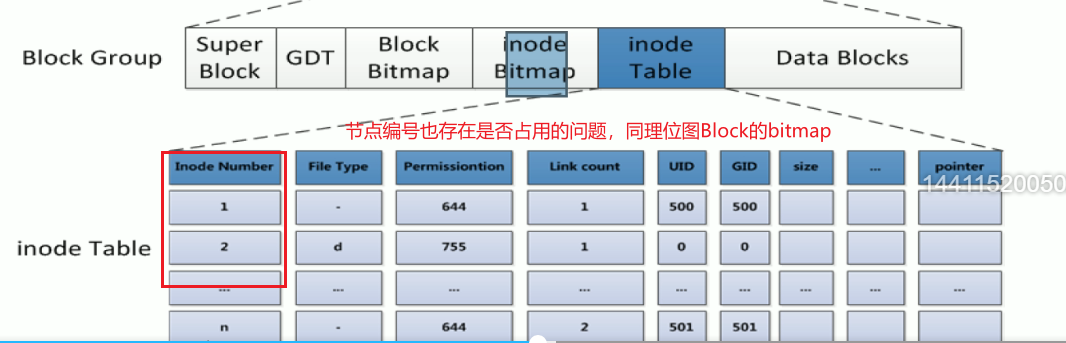 Block Group
Super Block
GDT
Block Bitmap
inode Bitmap
inode Table
Data Blocks
节点编号也存在是否占用的问题，同理位图Block的bitmap
Inode Number File Type Permissiontion Link count UID GID size ... pointer
14411520050
1 - 644 1 500 500
inode Table
2 d 755 1 0 0
... ... ... ... ... ... ... ... ...
n - 644 2 501 501